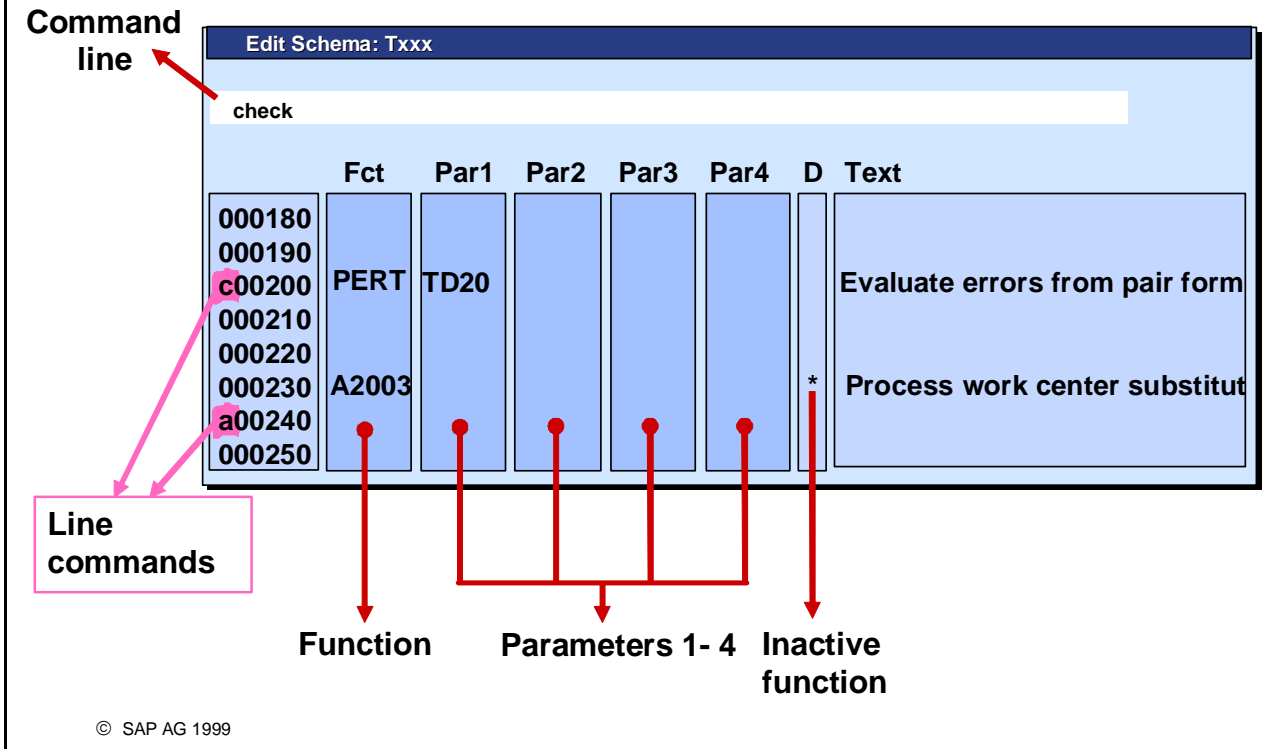 Command
line
Edit Schema: Txxx
check
Fct Par1 Par2 Par3 Par4 D Text
000180
000190
c00200 PERT TD20 Evaluate errors from pair form
000210
000220
000230 A2003 * Process work center substitut
a00240
000250
Line
commands
Function
Parameters 1- 4
Inactive
function
© SAP AG 1999